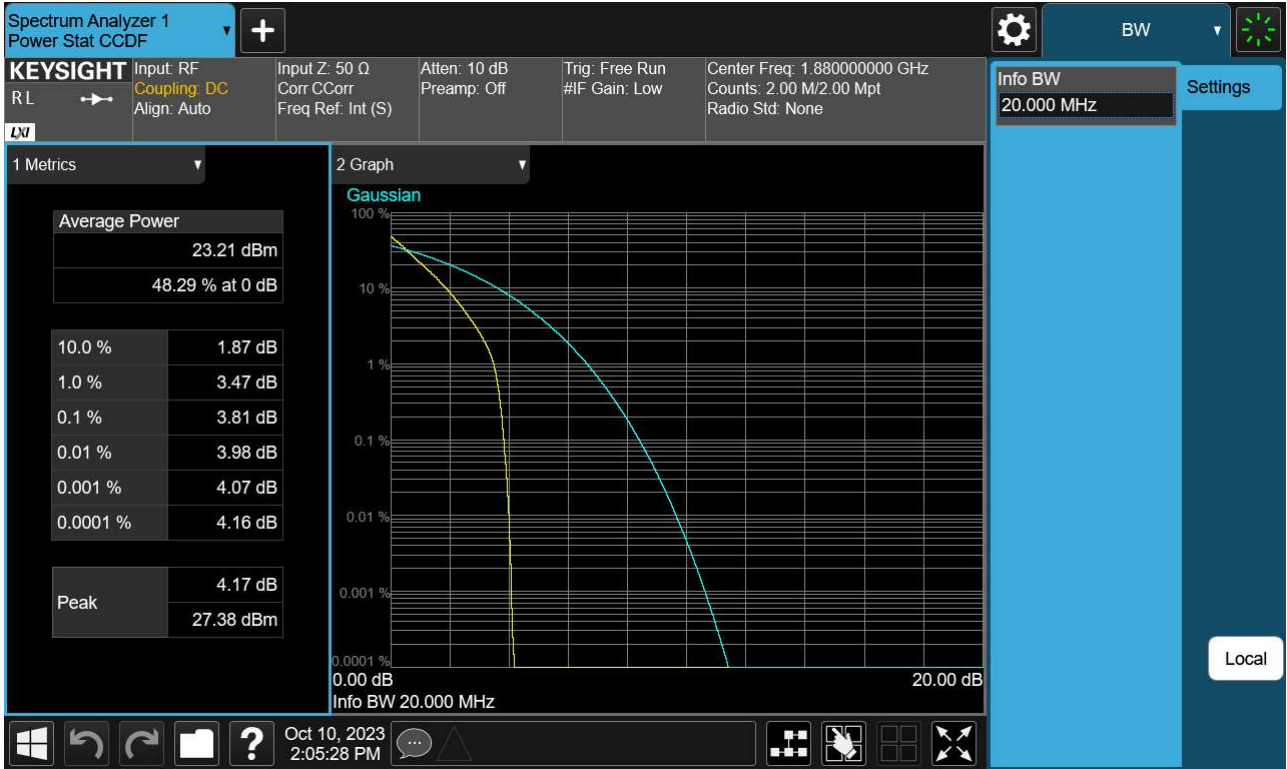 Spectrum Analyzer 1
Power Stat CCDF
+
BW
KEYSIGHT
R L
LXI
Input: RF
Coupling: DC
Align: Auto
Input Z: 50 Ω
Corr CCorr
Freq Ref: Int (S)
Atten: 10 dB
Preamp: Off
Trig: Free Run
#IF Gain: Low
Center Freq: 1.880000000 GHz
Counts: 2.00 M/2.00 Mpt
Radio Std: None
Info BW
20.000 MHz
Settings
1 Metrics
Average Power
23.21 dBm
48.29 % at 0 dB
10.0 % 1.87 dB
1.0 % 3.47 dB
0.1 % 3.81 dB
0.01 % 3.98 dB
0.001 % 4.07 dB
0.0001 % 4.16 dB
Peak
4.17 dB
27.38 dBm
2 Graph
Gaussian
100 %
10 %
1 %
0.1 %
0.01 %
0.001 %
0.0001 %
0.00 dB 20.00 dB
Info BW 20.000 MHz
Local
?
Oct 10, 2023
2:05:28 PM